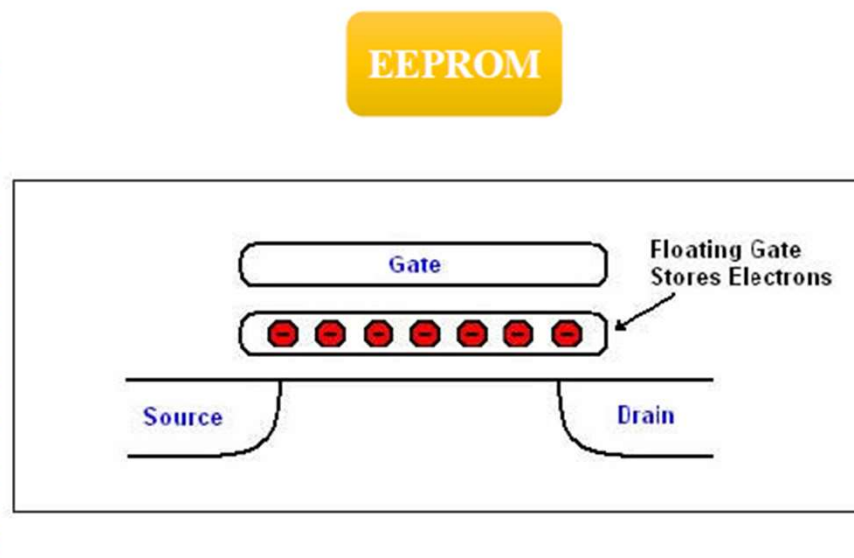 EEPROM
Gate
Floating Gate
Stores Electrons
Source
Drain